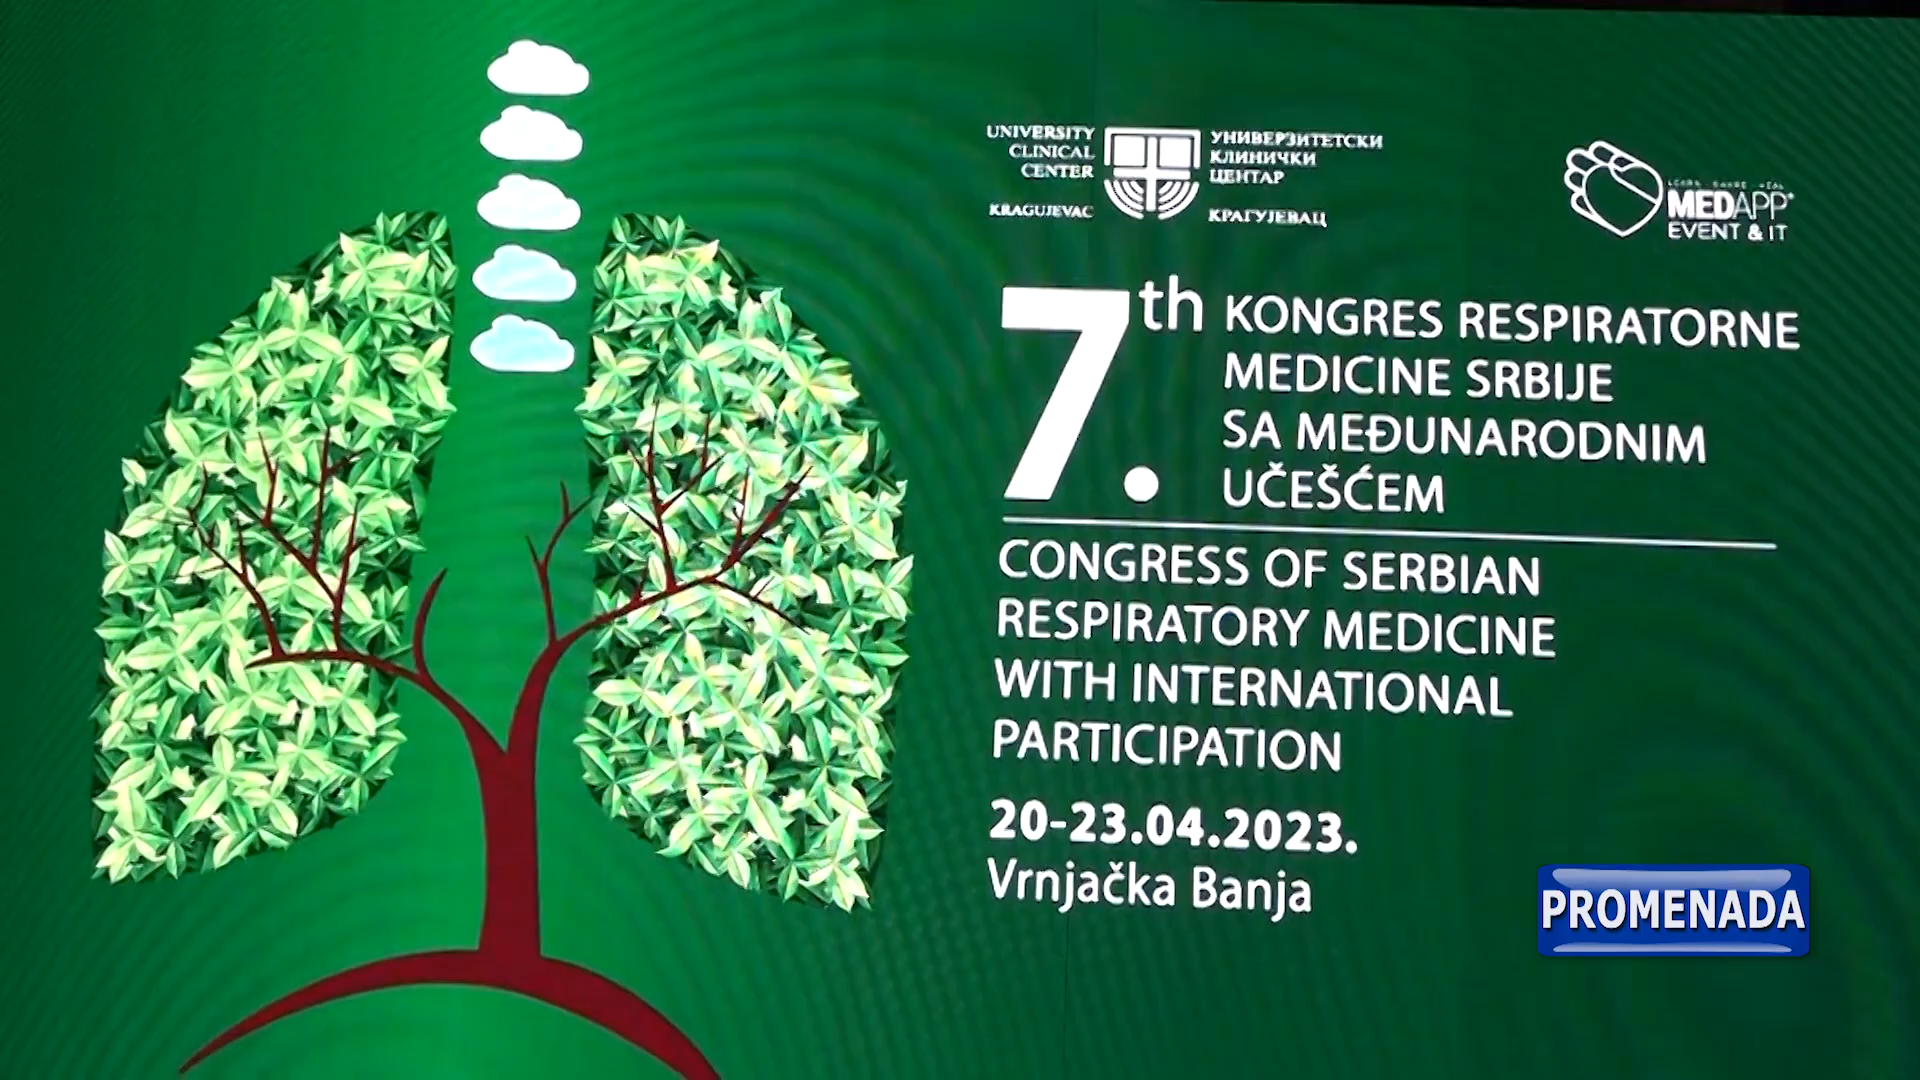 UNIVERSITY
CLINICAL
CENTER
KRAGUJEVAC
УНИВЕРЗИТЕТСКИ
КЛИНИЧКИ
ЦЕНТАР
КРАГУЈЕВАЦ
MEDAPP
EVENT & IT
7.th KONGRES RESPIRATORNE
MEDICINE SRBIJE
SA MEĐUNARODNIM
UČEŠĆEM
CONGRESS OF SERBIAN
RESPIRATORY MEDICINE
WITH INTERNATIONAL
PARTICIPATION
20-23.04.2023.
Vrnjačka Banja
PROMENADA